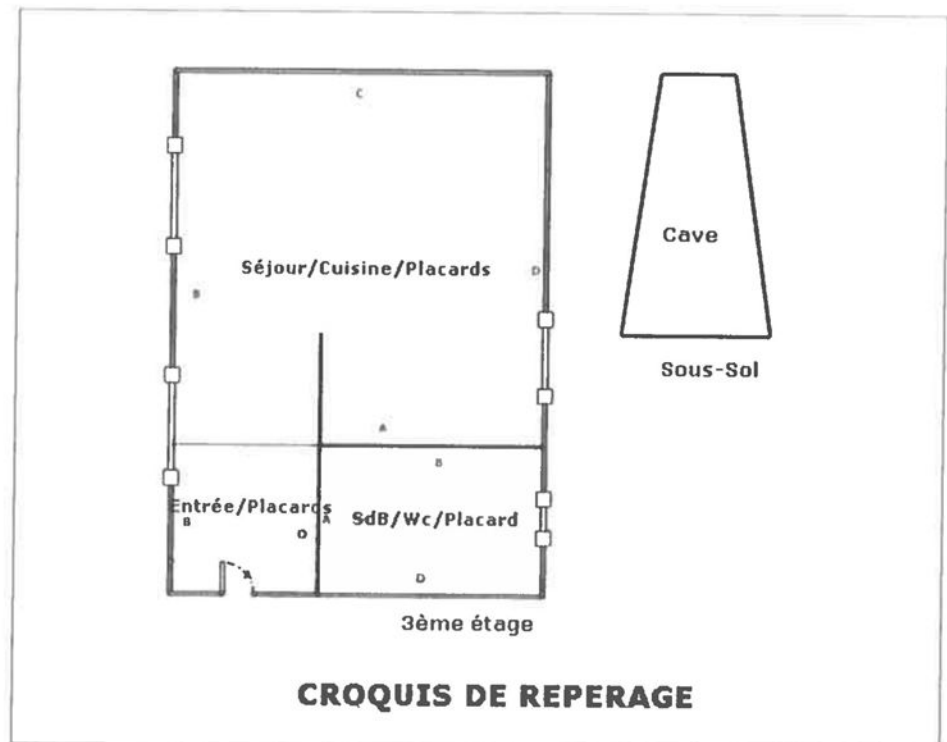 C
Séjour/Cuisine/Placards
D
B
Cave
Sous-Sol
A
B
Entrée/Placards
B
A
SdB/Wc/Placard
D
3ème étage
CROQUIS DE REPERAGE